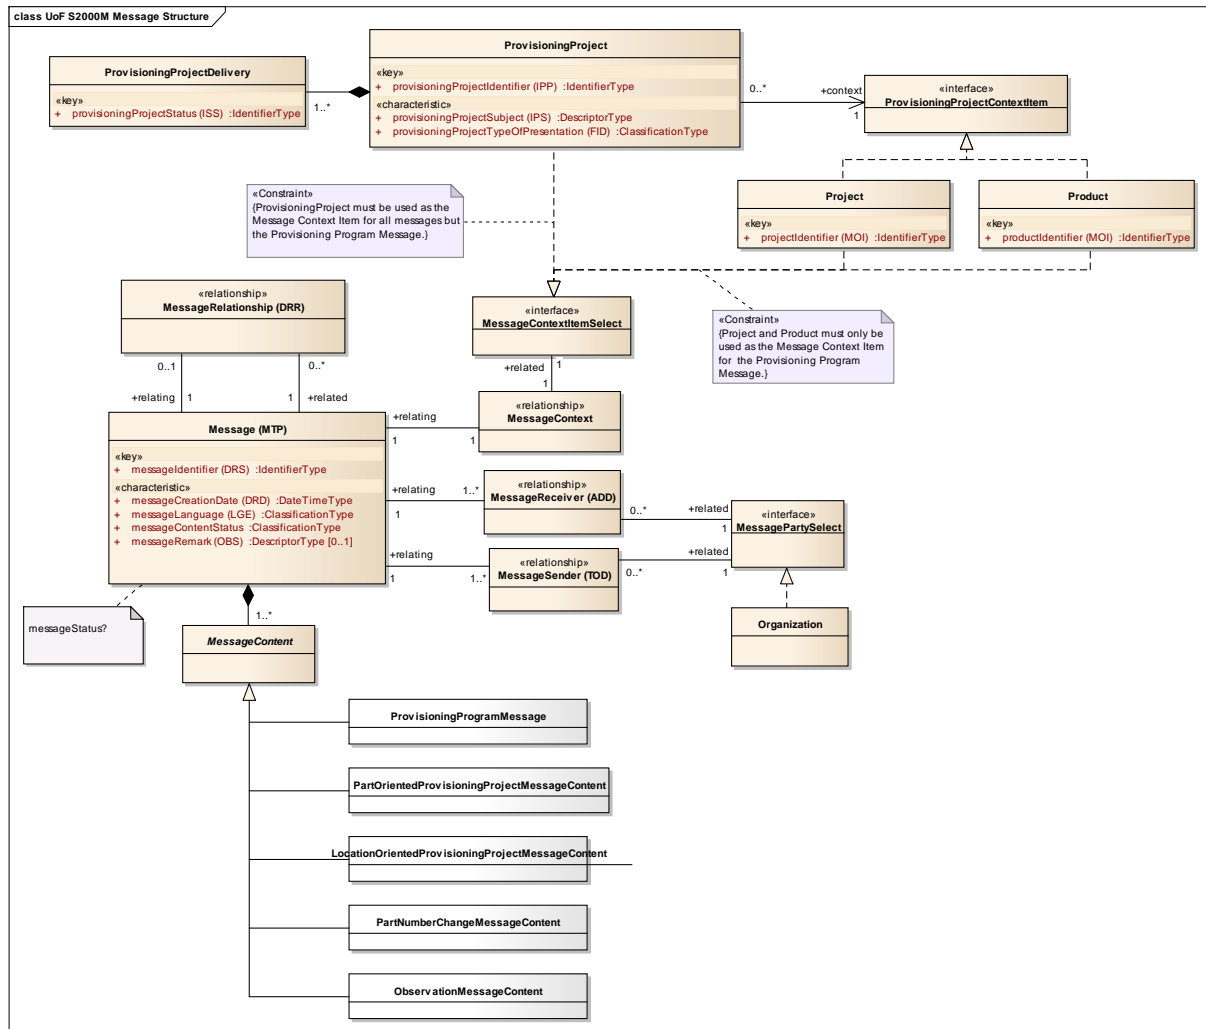 class UoF S2000M Message Structure
ProvisioningProjectDelivery
«key»
+ provisioningProjectStatus (ISS) :IdentifierType
1..*
ProvisioningProject
«key»
+ provisioningProjectIdentifier (IPP) :IdentifierType
«characteristic»
+ provisioningProjectSubject (IPS) :DescriptorType
+ provisioningProjectTypeOfPresentation (FID) :ClassificationType
0..*
+context
1
«interface»
ProvisioningProjectContextItem
Project
«key»
+ projectIdentifier (MOI) :IdentifierType
Product
«key»
+ productIdentifier (MOI) :IdentifierType
«Constraint»
{ProvisioningProject must be used as the
Message Context Item for all messages but
the Provisioning Program Message.}
«relationship»
MessageRelationship (DRR)
0..1
0..*
+relating
1
1
+related
«interface»
MessageContextItemSelect
1
+related
1
«Constraint»
{Project and Product must only be
used as the Message Context Item
for the Provisioning Program
Message.}
«relationship»
MessageContext
+relating
1
1
Message (MTP)
«key»
+ messageIdentifier (DRS) :IdentifierType
«characteristic»
+ messageCreationDate (DRD) :DateTimeType
+ messageLanguage (LGE) :ClassificationType
+ messageContentStatus :ClassificationType
+ messageRemark (OBS) :DescriptorType [0..1]
+relating
1..*
1
«relationship»
MessageReceiver (ADD)
+related
0..*
1
«interface»
MessagePartySelect
+relating
1
1..*
«relationship»
MessageSender (TOD)
+related
0..*
1
Organization
messageStatus?
1..*
MessageContent
ProvisioningProgramMessage
PartOrientedProvisioningProjectMessageContent
LocationOrientedProvisioningProjectMessageContent
PartNumberChangeMessageContent
ObservationMessageContent